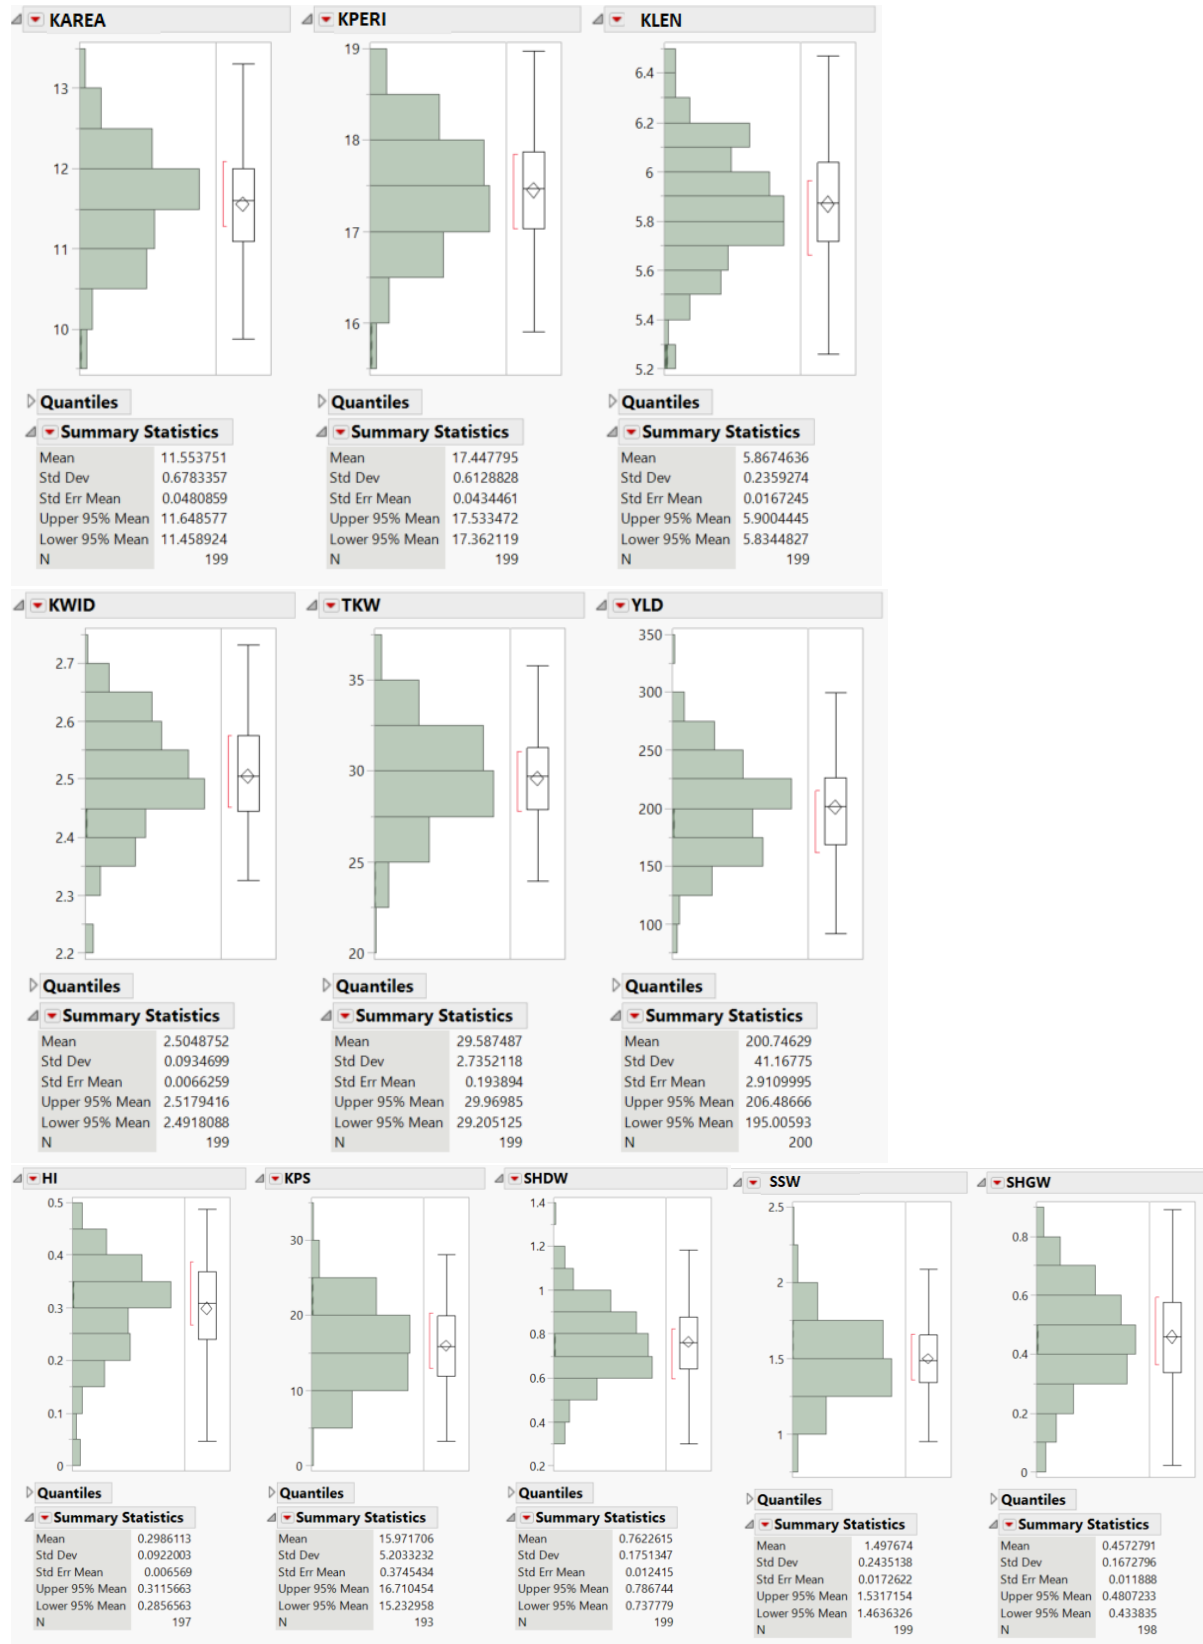 KAREA KPERI KLEN
13
12
11
10
19
18
17
16
6.4
6.2
6
5.8
5.6
5.4
5.2
Quantiles Quantiles Quantiles
Summary Statistics Summary Statistics Summary Statistics
Mean 11.553751 Mean 17.447795 Mean 5.8674636
Std Dev 0.6783357 Std Dev 0.6128828 Std Dev 0.2359274
Std Err Mean 0.0480859 Std Err Mean 0.0434461 Std Err Mean 0.0167245
Upper 95% Mean 11.648577 Upper 95% Mean 17.533472 Upper 95% Mean 5.9004445
Lower 95% Mean 11.458924 Lower 95% Mean 17.362119 Lower 95% Mean 5.8344827
N 199 N 199 N 199
KWID TKW YLD
2.7
2.6
2.5
2.4
2.3
2.2
35
30
25
20
350
300
250
200
150
100
Quantiles Quantiles Quantiles
Summary Statistics Summary Statistics Summary Statistics
Mean 2.5048752 Mean 29.587487 Mean 200.74629
Std Dev 0.0934699 Std Dev 2.7352118 Std Dev 41.16775
Std Err Mean 0.0066259 Std Err Mean 0.193894 Std Err Mean 2.9109995
Upper 95% Mean 2.5179416 Upper 95% Mean 29.96985 Upper 95% Mean 206.48666
Lower 95% Mean 2.4918088 Lower 95% Mean 29.205125 Lower 95% Mean 195.00593
N 199 N 199 N 200
HI KPS SHDW SSW SHGW
0.5
0.4
0.3
0.2
0.1
0
30
20
10
0
1.4
1.2
1
0.8
0.6
0.4
0.2
2.5
2
1.5
1
0.8
0.6
0.4
0.2
0
Quantiles Quantiles Quantiles Quantiles Quantiles
Summary Statistics Summary Statistics Summary Statistics Summary Statistics Summary Statistics
Mean 0.2986113 Mean 15.971706 Mean 0.7622615 Mean 1.497674 Mean 0.4572791
Std Dev 0.0922003 Std Dev 5.2033232 Std Dev 0.1751347 Std Dev 0.2435138 Std Dev 0.1672796
Std Err Mean 0.006569 Std Err Mean 0.3745434 Std Err Mean 0.012415 Std Err Mean 0.0172622 Std Err Mean 0.011888
Upper 95% Mean 0.3115663 Upper 95% Mean 16.710454 Upper 95% Mean 0.786744 Upper 95% Mean 1.5317154 Upper 95% Mean 0.4807233
Lower 95% Mean 0.2856563 Lower 95% Mean 15.232958 Lower 95% Mean 0.737779 Lower 95% Mean 1.4636326 Lower 95% Mean 0.433835
N 197 N 193 N 199 N 199 N 198